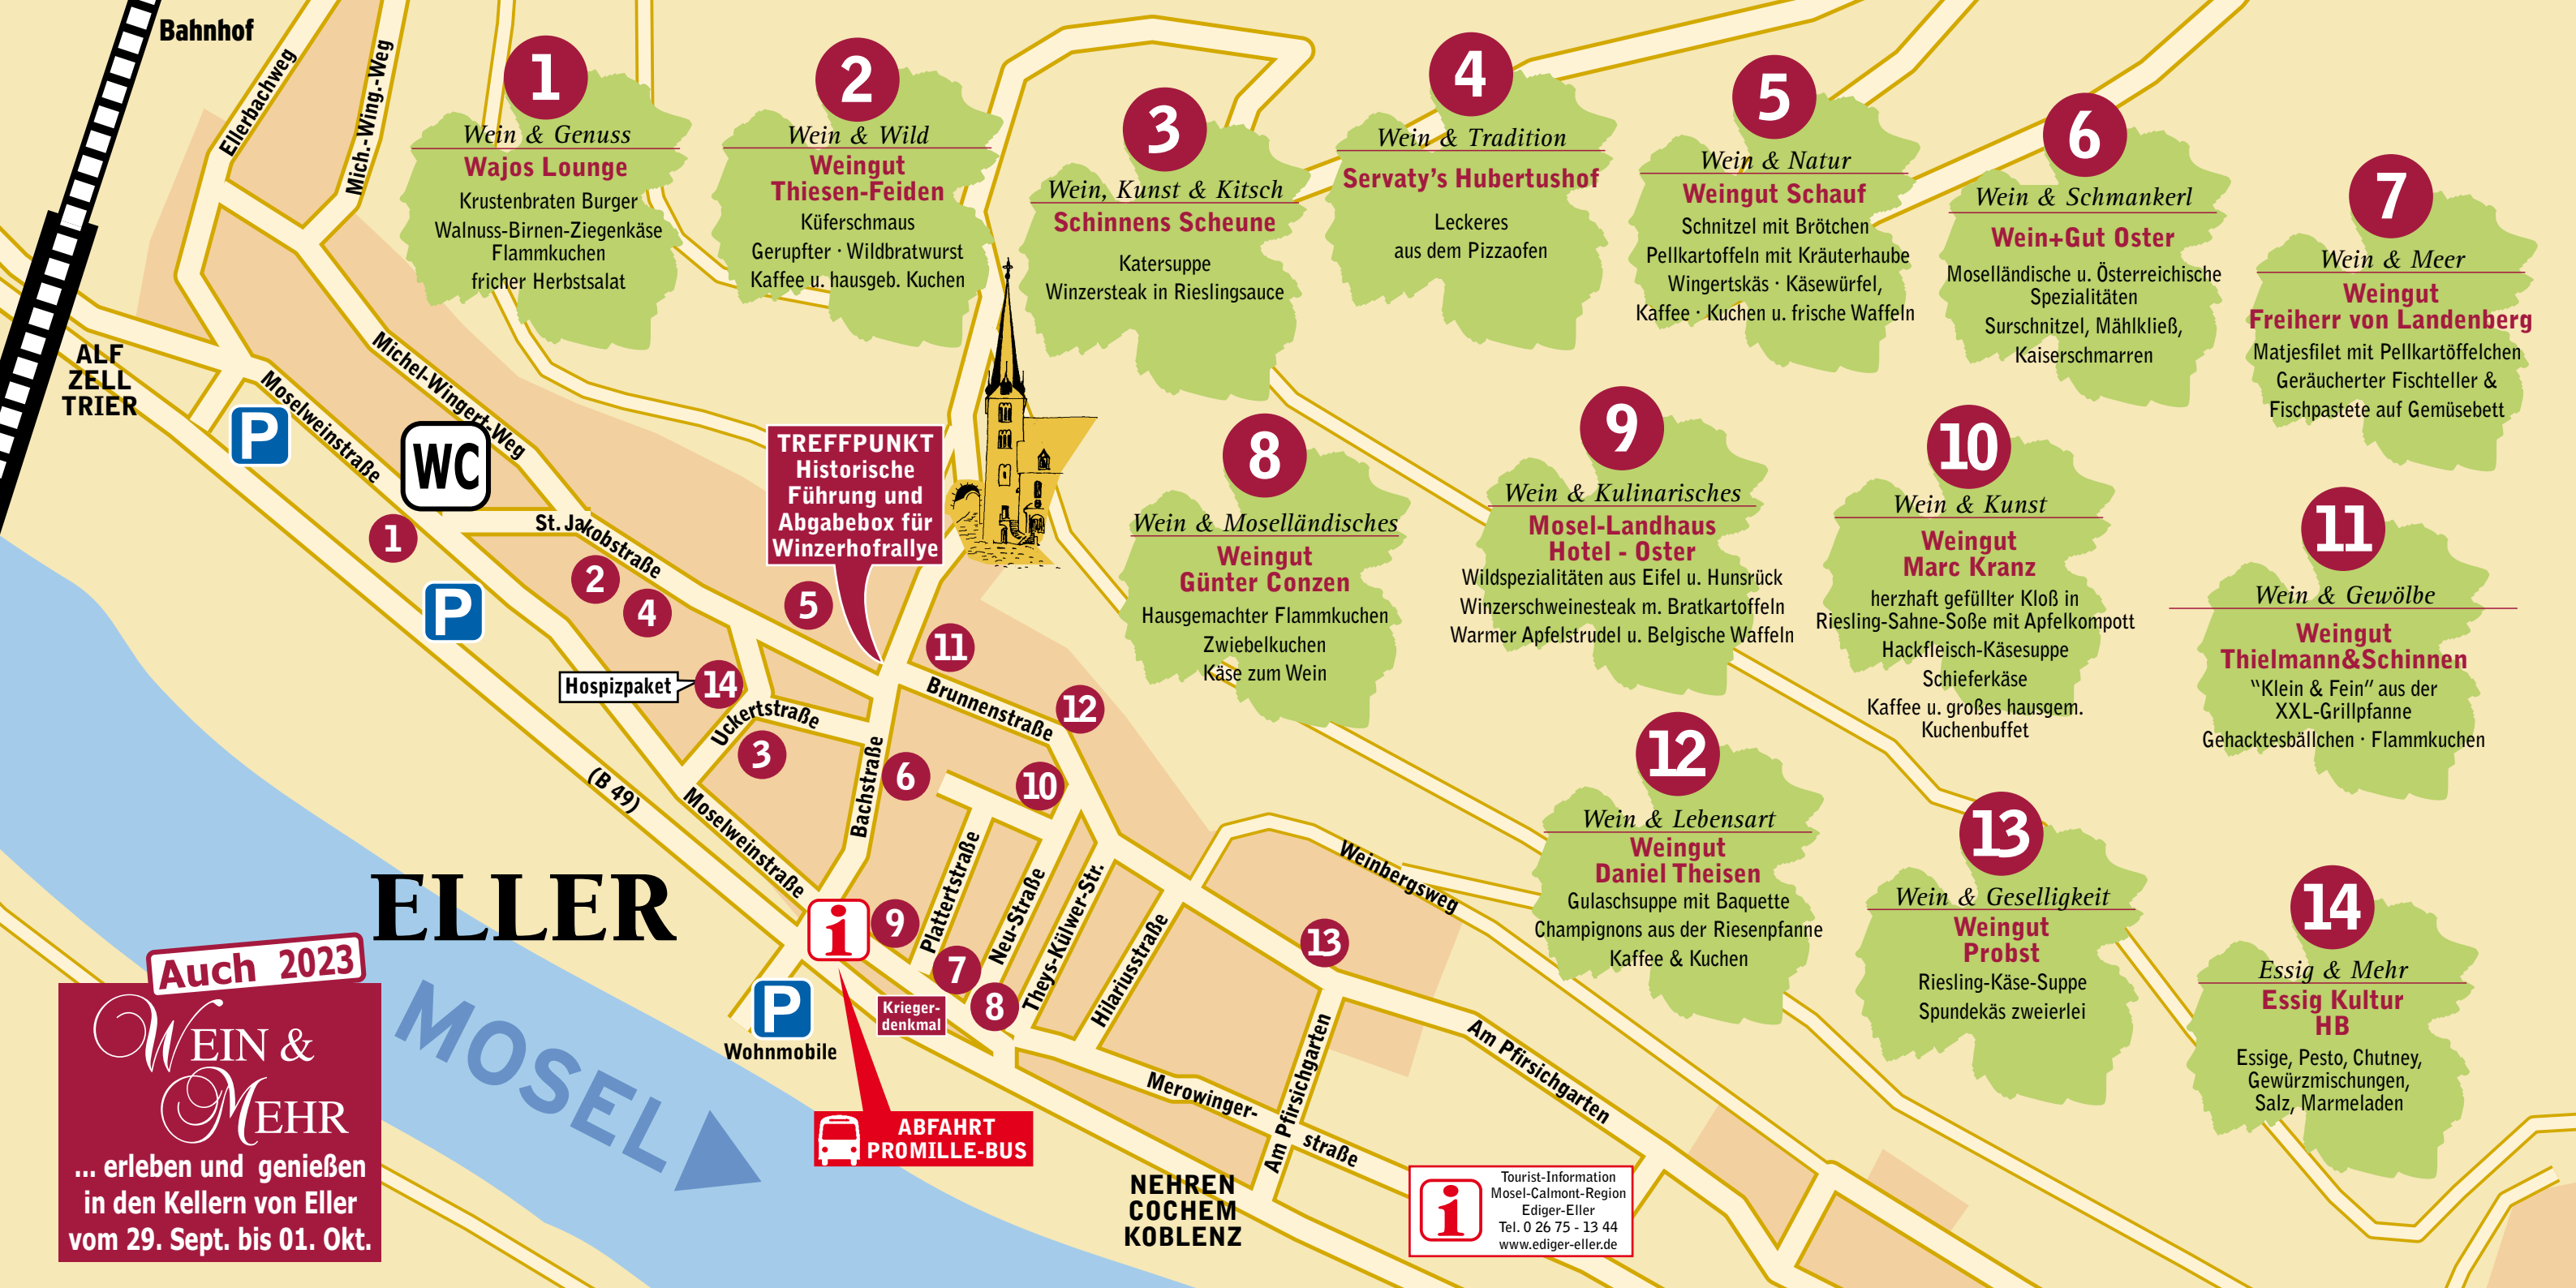 Bahnhof
Ellerbachweg
Mich.-Wing.-Weg
1
Wein & Genuss
Wajos Lounge
Krustenbraten Burger
Walnuss-Birnen-Ziegenkäse
Flammkuchen
fricher Herbstsalat
2
Wein & Wild
Weingut
Thiesen-Feiden
Küferschmaus
Gerupfter · Wildbratwurst
Kaffee u. hausgeb. Kuchen
3
Wein, Kunst & Kitsch
Schinnens Scheune
Katersuppe
Winzersteak in Rieslingsauce
4
Wein & Tradition
Servaty's Hubertushof
Leckeres
aus dem Pizzaofen
5
Wein & Natur
Weingut Schauf
Schnitzel mit Brötchen
Pellkartoffeln mit Kräuterhaube
Wingertskäs · Käsewürfel,
Kaffee · Kuchen u. frische Waffeln
6
Wein & Schmankerl
Wein+Gut Oster
Moselländische u. Österreichische
Spezialitäten
Surschnitzel, Mählkließ,
Kaiserschmarren
7
Wein & Meer
Weingut
Freiherr von Landenberg
Matjesfilet mit Pellkartöffelchen
Geräucherter Fischteller &
Fischpastete auf Gemüsebett
8
Wein & Moselländisches
Weingut
Günter Conzen
Hausgemachter Flammkuchen
Zwiebelkuchen
Käse zum Wein
9
Wein & Kulinarisches
Mosel-Landhaus
Hotel - Oster
Wildspezialitäten aus Eifel u. Hunsrück
Winzerschweinesteak m. Bratkartoffeln
Warmer Apfelstrudel u. Belgische Waffeln
10
Wein & Kunst
Weingut
Marc Kranz
herzhaft gefüllter Kloß in
Riesling-Sahne-Soße mit Apfelkompott
Hackfleisch-Käsesuppe
Schieferkäse
Kaffee u. großes hausgem.
Kuchenbuffet
11
Wein & Gewölbe
Weingut
Thielmann&Schinnen
"Klein & Fein" aus der
XXL-Grillpfanne
Gehacktesbällchen · Flammkuchen
12
Wein & Lebensart
Weingut
Daniel Theisen
Gulaschsuppe mit Baquette
Champignons aus der Riesenpfanne
Kaffee & Kuchen
13
Wein & Geselligkeit
Weingut
Probst
Riesling-Käse-Suppe
Spundekäs zweierlei
14
Essig & Mehr
Essig Kultur
HB
Essige, Pesto, Chutney,
Gewürzmischungen,
Salz, Marmeladen
ALF
ZELL
TRIER
P
Moselweinstraße
Michel-Wingert-Weg
WC
TREFFPUNKT
Historische
Führung und
Abgabebox für
Winzerhofrallye
St. Jakobstraße
1
2
P
4
5
11
Hospizpaket
14
Brunnenstraße
12
Uckertstraße
3
Bachstraße
6
10
(B 49)
Moselweinstraße
Plattertstraße
Neu-Straße
Theys-Külwer-Str.
Hilariusstraße
Weinbergsweg
i
9
7
8
13
Krieger-
denkmal
P
Wohnmobile
Am Pfirsichgarten
Am Pfirsichgarten
Merowinger-
straße
ABFAHRT
PROMILLE-BUS
ELLER
MOSEL
Auch 2023
WEIN &
MEHR
... erleben und genießen
in den Kellern von Eller
vom 29. Sept. bis 01. Okt.
NEHREN
COCHEM
KOBLENZ
i
Tourist-Information
Mosel-Calmont-Region
Ediger-Eller
Tel. 0 26 75 - 13 44
www.ediger-eller.de